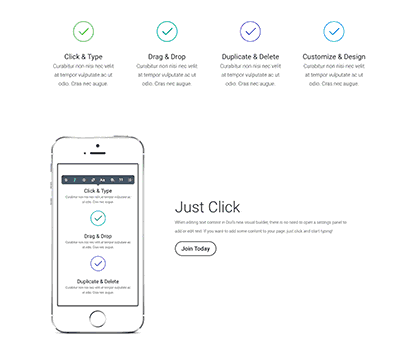 Click & Type
Curabitur non nisi nec velit
at tempor vulputate ac ut
odio. Cras nec augue
Drag & Drop
Curabitur non nisi nec velit
at tempor vulputate ac ut
odio. Cras nec augue
Duplicate & Delete
Curabitur non nisi nec velit
at tempor vulputate ac ut
odio. Cras nec augue
Customize & Design
Curabitur non nisi nec velit
at tempor vulputate ac ut
odio. Cras nec augue
Click & Type
Curabitur non nisi nec velit at tempor vulputate ac
ut odio. Cras nec augue
Drag & Drop
Curabitur non nisi nec velit at tempor vulputate ac
ut odio. Cras nec augue.
Duplicate & Delete
Curabitur non nisi nec velit at tempor vulputate ac
ut odio. Cras nec augue.
Just Click
When editing text content in Divi's new visual builder, there is no need to open a settings panel to
add or edit text. If you want to add some content to your page, just click and start typing!
Join Today